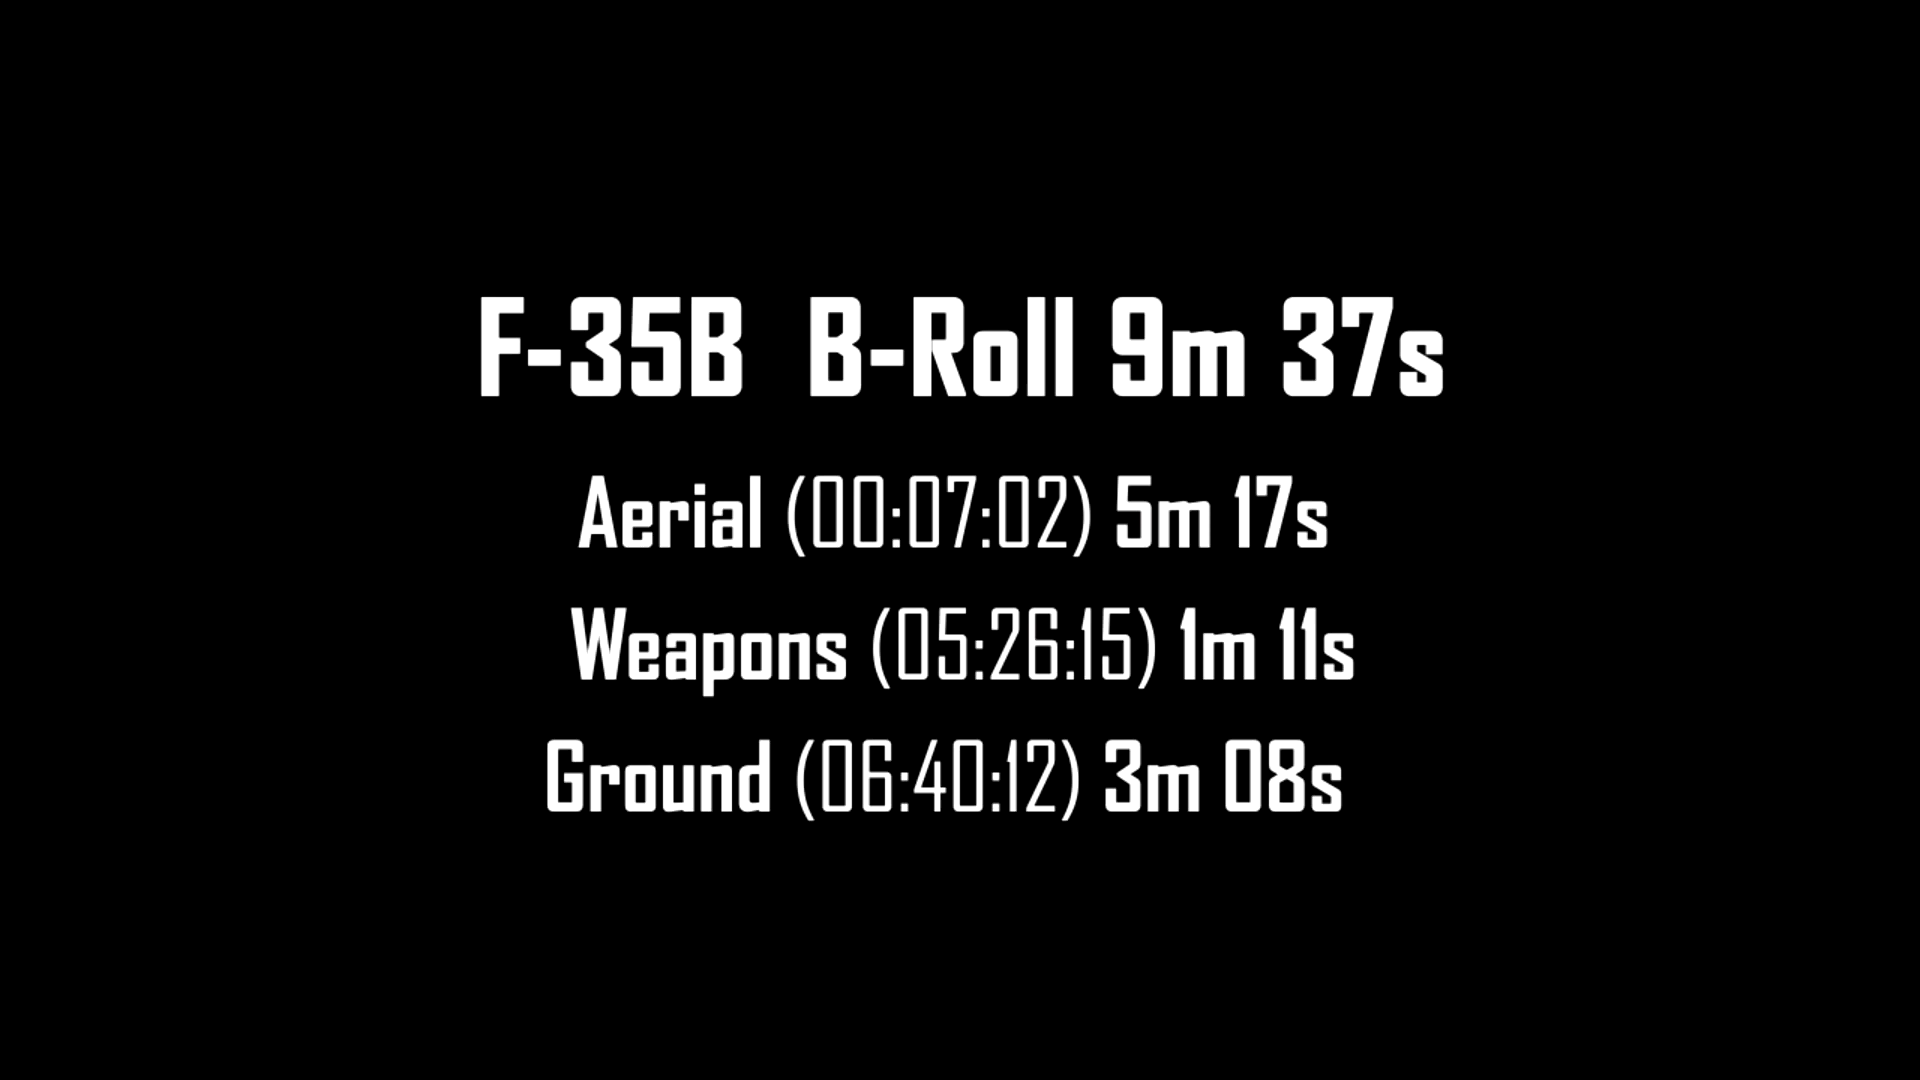 F-35B  B-Roll 9m 37s
Aerial (00:07:02) 5m 17s
Weapons (05:26:15) 1m 11s
Ground (06:40:12) 3m 08s